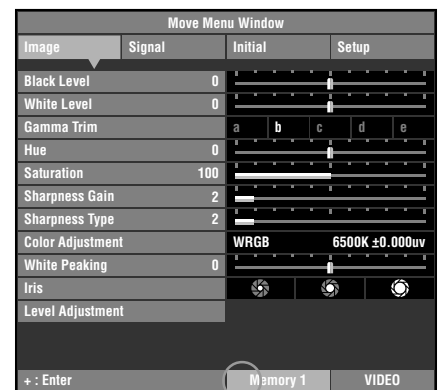 Move Menu Window
Image Signal Initial Setup
Black Level 0
White Level 0
Gamma Trim a b c d e
Hue 0
Saturation 100
Sharpness Gain 2
Sharpness Type 2
Color Adjustment WRGB 6500K ±0.000uv
White Peaking 0
Iris
Level Adjustment
+ : Enter Memory 1 VIDEO